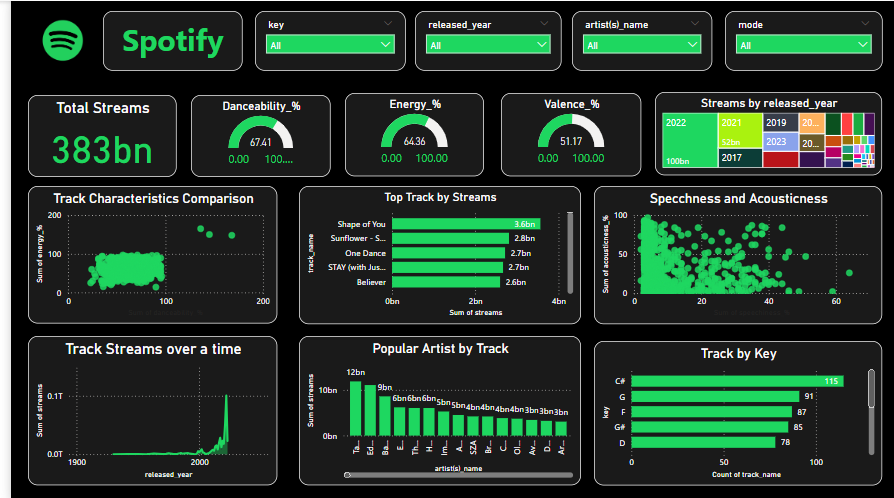 Spotify
key
All
released_year
All
artist(s)_name
All
mode
All
Total Streams
383bn
Danceability_%
67.41
0.00 100....
Energy_%
64.36
0.00 100.00
Valence_%
51.17
0.00 100.00
Streams by released_year
2022
100bn
2021
52bn
2017
2019
2023
20...
20...
Track Characteristics Comparison
Sum of energy_%
200
100
0
0 100 200
Top Track by Streams
track_name
Shape of You 3.6bn
Sunflower - S... 2.8bn
One Dance 2.7bn
STAY (with Jus... 2.7bn
Believer 2.6bn
0bn 2bn 4bn
Sum of streams
Specchness and Acousticness
Sum of acousticness_%
100
50
0
0 20 40 60
Track Streams over a time
Sum of streams
0.1T
0.0T
1900 2000
released_year
Popular Artist by Track
Sum of streams
10bn
0bn
12bn 9bn 6bn 6bn 6bn 5bn 5bn 4bn 4bn 4bn 4bn 3bn 3bn 3bn
Ta... Ed... Ba... E... Th... H... Im... A... SZA Br... C... Ol... Av... D... Ar...
artist(s)_name
Track by Key
key
C# 115
G 91
F 87
G# 85
D 78
0 50 100
Count of track_name